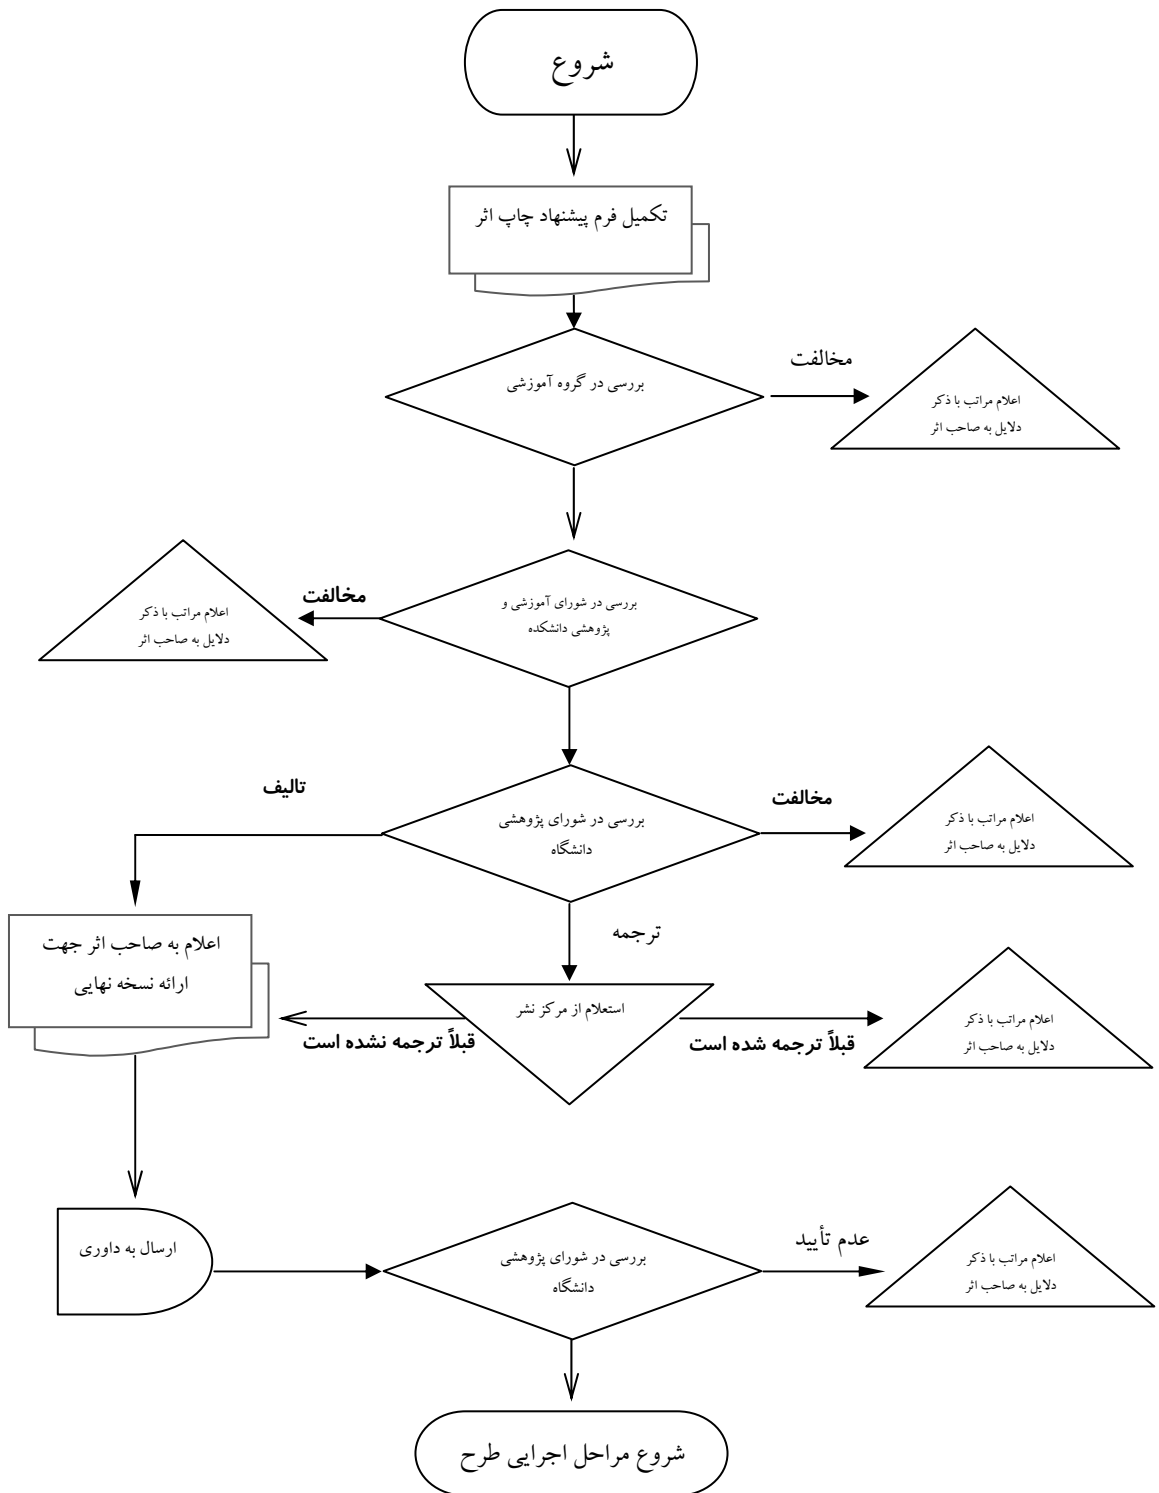 شروع
تکمیل فرم پیشنهاد چاپ اثر
بررسی در گروه آموزشی
مخالفت
اعلام مراتب با ذکر
دلایل به صاحب اثر
بررسی در شورای آموزشی و
پژوهشی دانشکده
مخالفت
اعلام مراتب با ذکر
دلایل به صاحب اثر
بررسی در شورای پژوهشی
دانشگاه
مخالفت
اعلام مراتب با ذکر
دلایل به صاحب اثر
تالیف
ترجمه
استعلام از مرکز نشر
قبلاً ترجمه شده است
اعلام مراتب با ذکر
دلایل به صاحب اثر
قبلاً ترجمه نشده است
اعلام به صاحب اثر جهت
ارائه نسخه نهایی
ارسال به داوری
بررسی در شورای پژوهشی
دانشگاه
عدم تأیید
اعلام مراتب با ذکر
دلایل به صاحب اثر
شروع مراحل اجرایی طرح